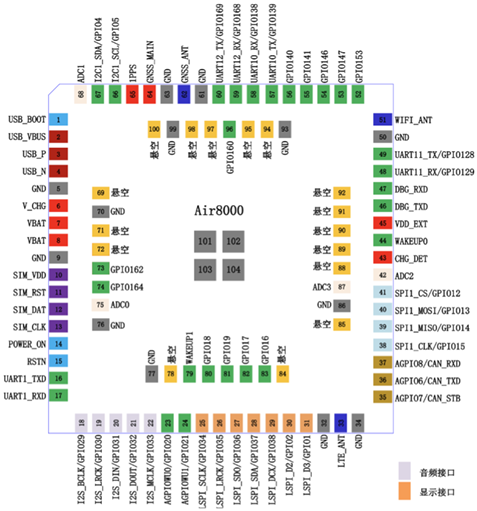 ADC1
I2C1_SDA/GPIO4
I2C1_SCL/GPIO5
1PPS
GNSS_MAIN
GND
GNSS_ANT
GND
UART12_TX/GPIO169
UART12_RX/GPIO168
UART10_RX/GPIO138
UART10_TX/GPIO139
GPIO140
GPIO141
GPIO146
GPIO147
GPIO153
68 67 66 65 64 63 62 61 60 59 58 57 56 55 54 53 52
USB_BOOT 1
USB_VBUS 2
USB_P 3
USB_N 4
GND 5
V_CHG 6
VBAT 7
VBAT 8
GND 9
SIM_VDD 10
SIM_RST 11
SIM_DAT 12
SIM_CLK 13
POWER_ON 14
RSTN 15
UART1_TXD 16
UART1_RXD 17
100 99 98 97 96 95 94 93
悬空
GND
悬空
悬空
GPIO160
悬空
悬空
GND
69 悬空
70 GND
71 悬空
72 悬空
73 GPIO162
74 GPIO164
75 ADC0
76 GND
Air8000
101 102
103 104
悬空 92
悬空 91
悬空 90
悬空 89
悬空 88
ADC3 87
GND 86
悬空 85
51 WIFI_ANT
50 GND
49 UART11_TX/GPIO128
48 UART11_RX/GPIO129
47 DBG_RXD
46 DBG_TXD
45 VDD_EXT
44 WAKEUP0
43 CHG_DET
42 ADC2
41 SPI1_CS/GPIO12
40 SPI1_MOSI/GPIO13
39 SPI1_MISO/GPIO14
38 SPI1_CLK/GPIO15
37 AGPIO8/CAN_RXD
36 AGPIO6/CAN_TXD
35 AGPIO7/CAN_STB
GND
悬空
WAKEUP1
GPIO18
GPIO19
GPIO17
GPIO16
悬空
77 78 79 80 81 82 83 84
18 19 20 21 22 23 24 25 26 27 28 29 30 31 32 33 34
I2S_BCLK/GPIO29
I2S_LRCK/GPIO30
I2S_DIN/GPIO31
I2S_DOUT/GPIO32
I2S_MCLK/GPIO33
AGPIOWU0/GPIO20
AGPIOWU1/GPIO21
LSPI_SCLK/GPIO34
LSPI_LRCK/GPIO35
LSPI_SDO/GPIO36
LSPI_SDA/GPIO37
LSPI_DCX/GPIO38
LSPI_D2/GPIO2
LSPI_D3/GPIO1
GND
LTE_ANT
GND
音频接口
显示接口